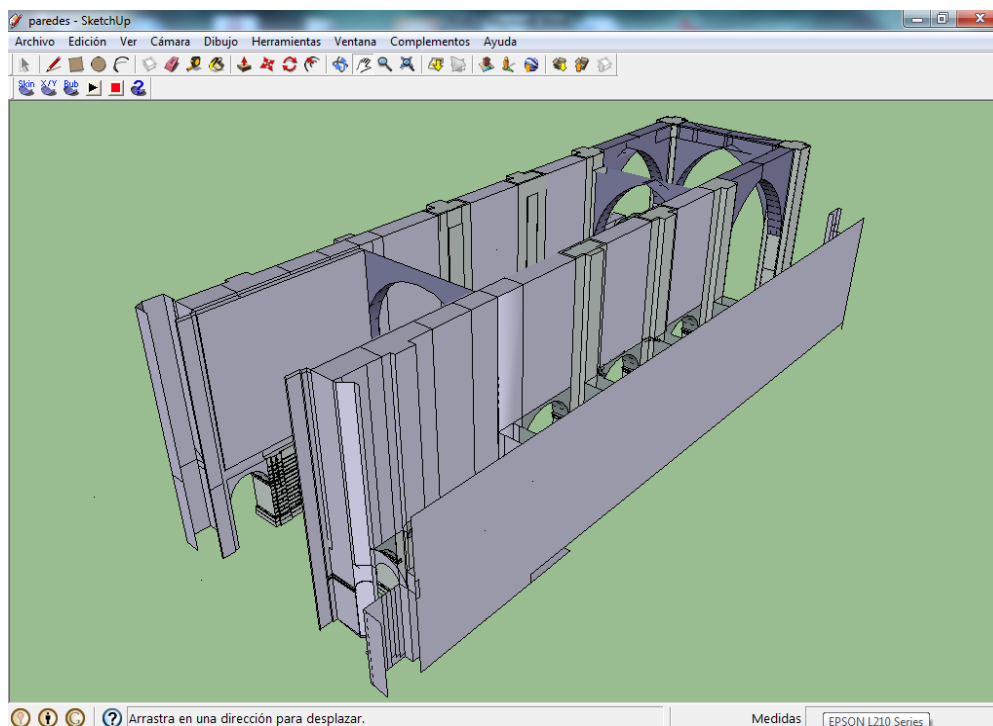 paredes - SketchUp
Archivo Edición Ver Cámara Dibujo Herramientas Ventana Complementos Ayuda
Skin X/Y Bub
Arrastra en una dirección para desplazar. Medidas EPSON L210 Series